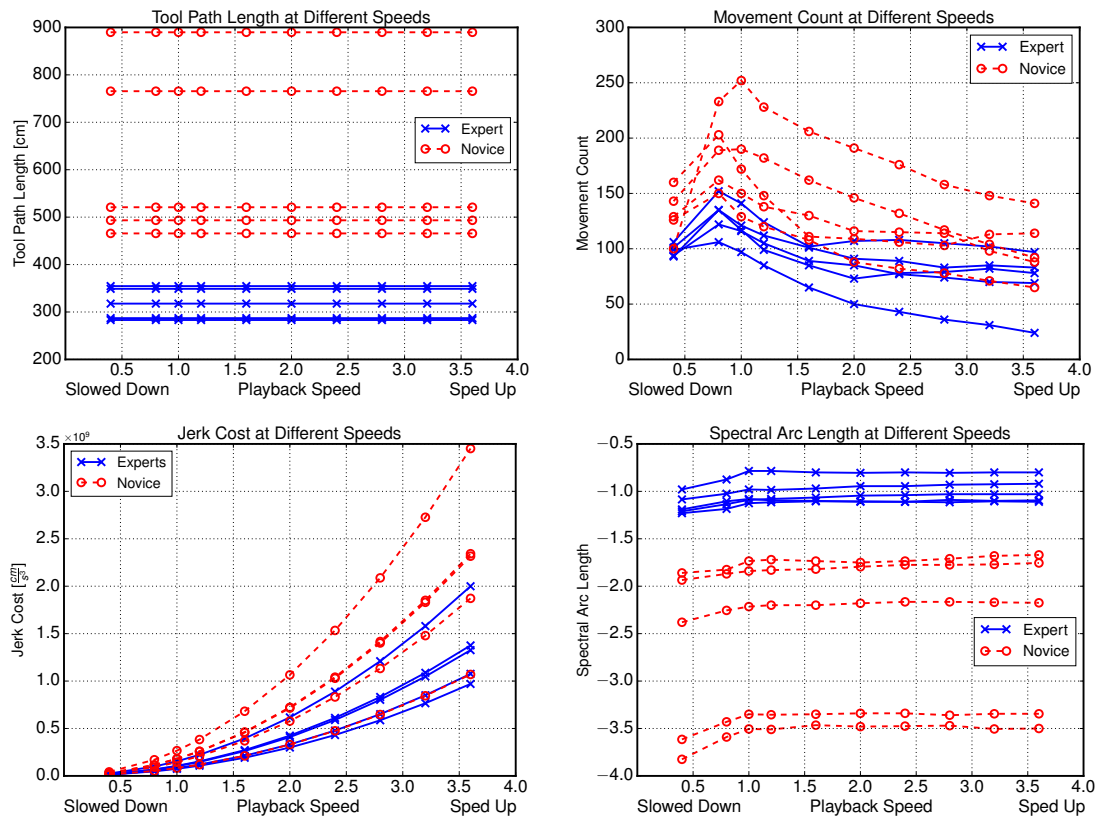 Tool Path Length at Different Speeds
900
800
700
600
500
400
300
200
Tool Path Length [cm]
Expert
Novice
0.5 1.0 1.5 2.0 2.5 3.0 3.5 4.0
Slowed Down Playback Speed Sped Up
Movement Count at Different Speeds
300
250
200
150
100
50
0
Movement Count
Expert
Novice
0.5 1.0 1.5 2.0 2.5 3.0 3.5 4.0
Slowed Down Playback Speed Sped Up
Jerk Cost at Different Speeds
×10⁹
3.5
3.0
2.5
2.0
1.5
1.0
0.5
0.0
Jerk Cost [cm/s³]
Experts
Novice
0.5 1.0 1.5 2.0 2.5 3.0 3.5 4.0
Slowed Down Playback Speed Sped Up
Spectral Arc Length at Different Speeds
−0.5
−1.0
−1.5
−2.0
−2.5
−3.0
−3.5
−4.0
Spectral Arc Length
Expert
Novice
0.5 1.0 1.5 2.0 2.5 3.0 3.5 4.0
Slowed Down Playback Speed Sped Up